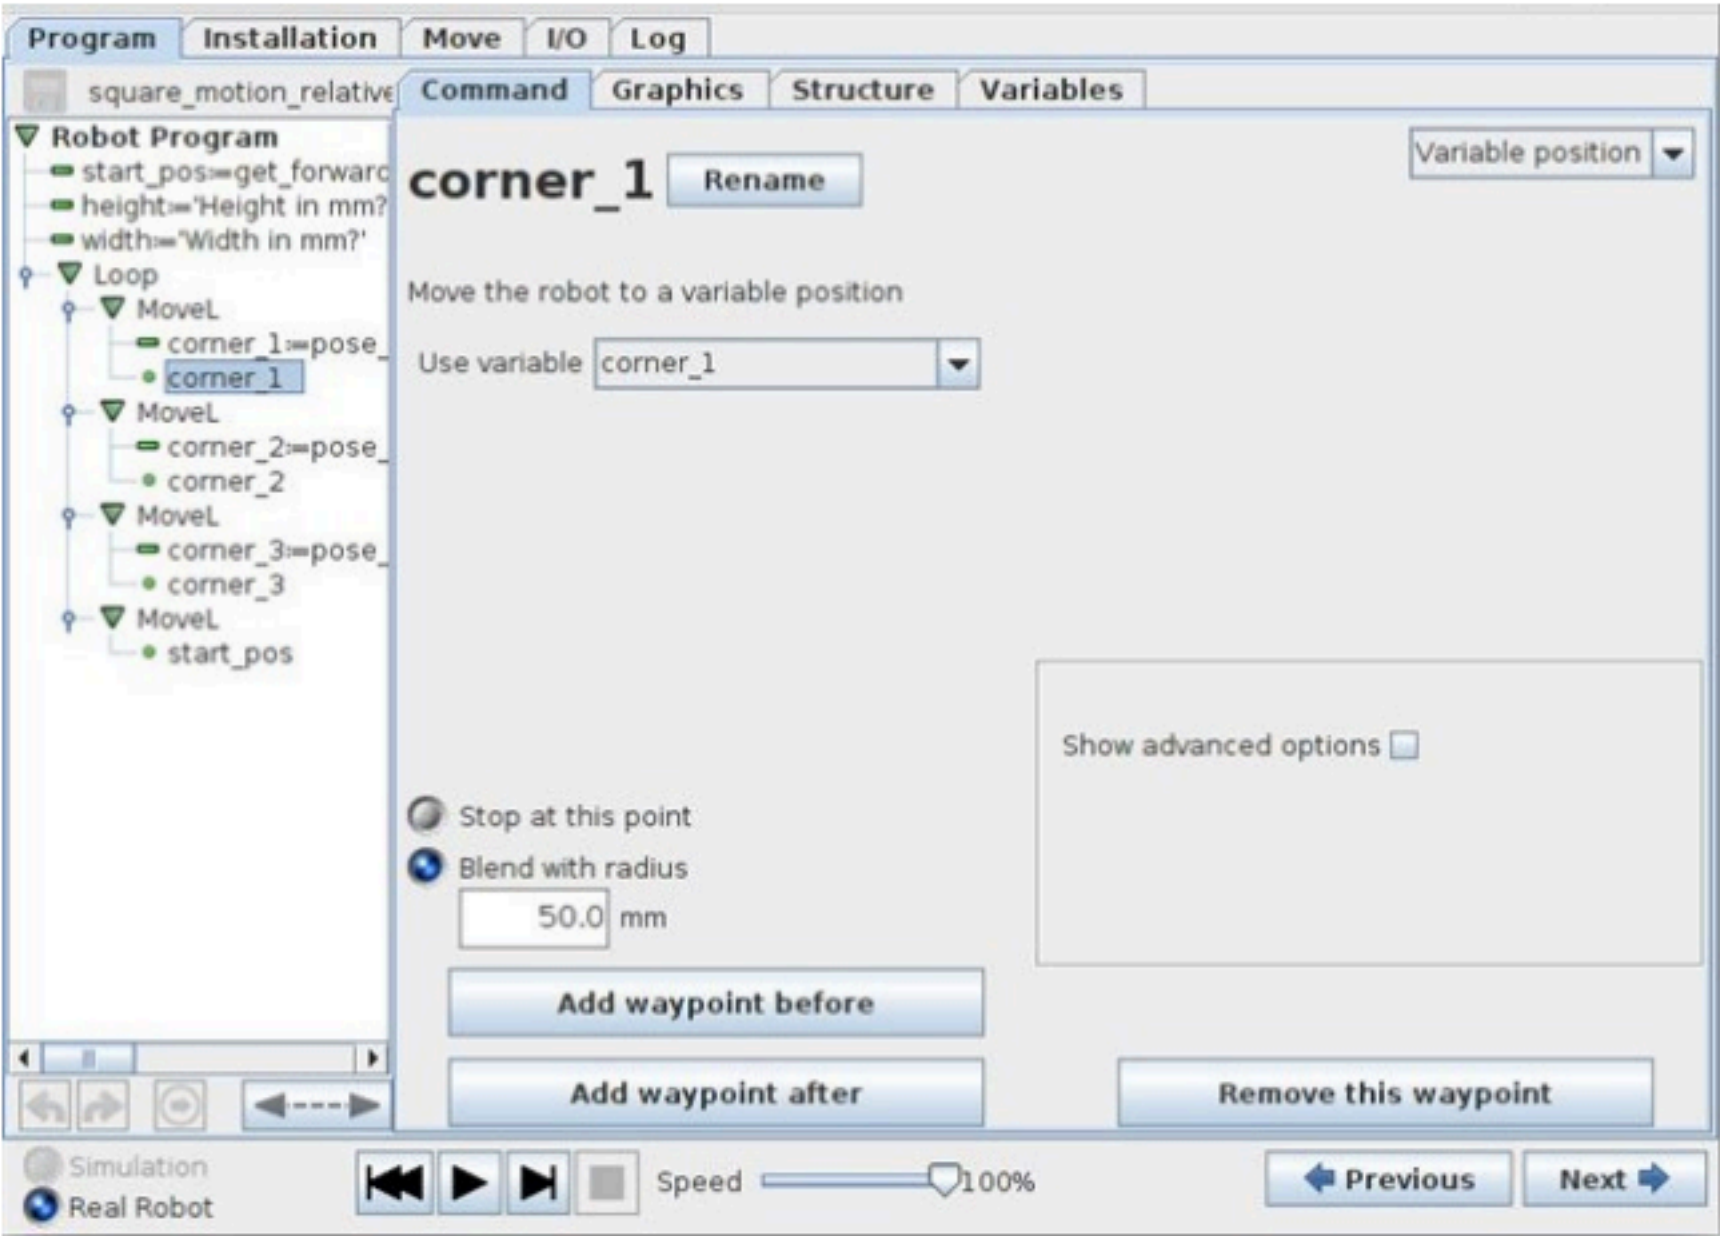 Program Installation Move I/O Log
square_motion_relative Command Graphics Structure Variables
Robot Program
start_pos≔get_forward
height≔'Height in mm?
width≔'Width in mm?'
Loop
MoveL
corner_1≔pose_
corner_1
MoveL
corner_2≔pose_
corner_2
MoveL
corner_3≔pose_
corner_3
MoveL
start_pos
corner_1 Rename Variable position
Move the robot to a variable position
Use variable corner_1
Show advanced options
Stop at this point
Blend with radius
50.0 mm
Add waypoint before
Add waypoint after Remove this waypoint
Simulation
Real Robot
Speed 100% Previous Next